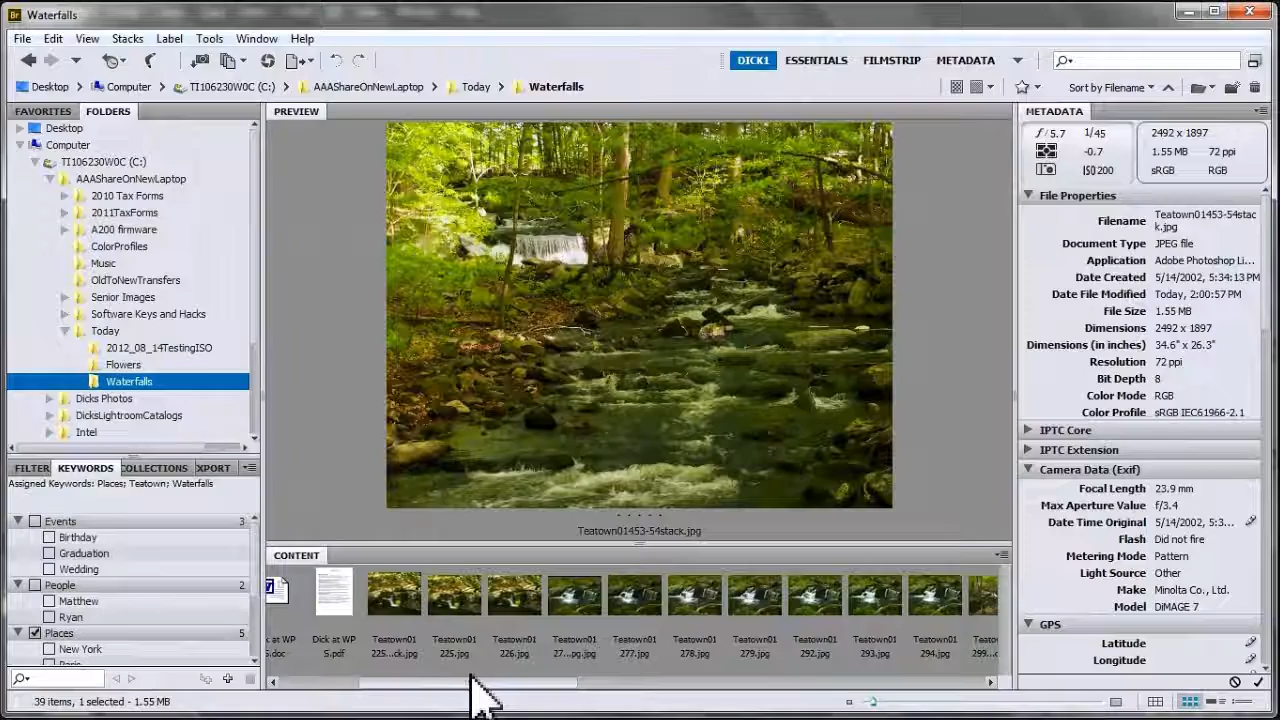 Br Waterfalls
File Edit View Stacks Label Tools Window Help
DICK1 ESSENTIALS FILMSTRIP METADATA
Desktop Computer TI106230W0C (C:) AAAShareOnNewLaptop Today Waterfalls
Sort by Filename
FAVORITES FOLDERS
Desktop
Computer
TI106230W0C (C:)
AAAShareOnNewLaptop
2010 Tax Forms
2011TaxForms
A200 firmware
ColorProfiles
Music
OldToNewTransfers
Senior Images
Software Keys and Hacks
Today
2012_08_14TestingISO
Flowers
Waterfalls
Dicks Photos
DicksLightroomCatalogs
Intel
FILTER KEYWORDS COLLECTIONS XPORT
Assigned Keywords: Places; Teatown; Waterfalls
Events 3
Birthday
Graduation
Wedding
People 2
Matthew
Ryan
Places 5
New York
PREVIEW
Teatown01453-54stack.jpg
CONTENT
at WP
S.doc
Dick at WP
S.pdf
Teatown01
225...ck.jpg
Teatown01
225.jpg
Teatown01
226.jpg
Teatown01
27...pg.jpg
Teatown01
277.jpg
Teatown01
278.jpg
Teatown01
279.jpg
Teatown01
292.jpg
Teatown01
293.jpg
Teatown01
294.jpg
Teato
299...
METADATA
f/5.7 1/45
-0.7
ISO200
2492 x 1897
1.55 MB 72 ppi
sRGB RGB
File Properties
Filename Teatown01453-54stac
k.jpg
Document Type JPEG file
Application Adobe Photoshop Li...
Date Created 5/14/2002, 5:34:13 PM
Date File Modified Today, 2:00:57 PM
File Size 1.55 MB
Dimensions 2492 x 1897
Dimensions (in inches) 34.6" x 26.3"
Resolution 72 ppi
Bit Depth 8
Color Mode RGB
Color Profile sRGB IEC61966-2.1
IPTC Core
IPTC Extension
Camera Data (Exif)
Focal Length 23.9 mm
Max Aperture Value f/3.4
Date Time Original 5/14/2002, 5:3...
Flash Did not fire
Metering Mode Pattern
Light Source Other
Make Minolta Co., Ltd.
Model DiMAGE 7
GPS
Latitude
Longitude
39 items, 1 selected - 1.55 MB